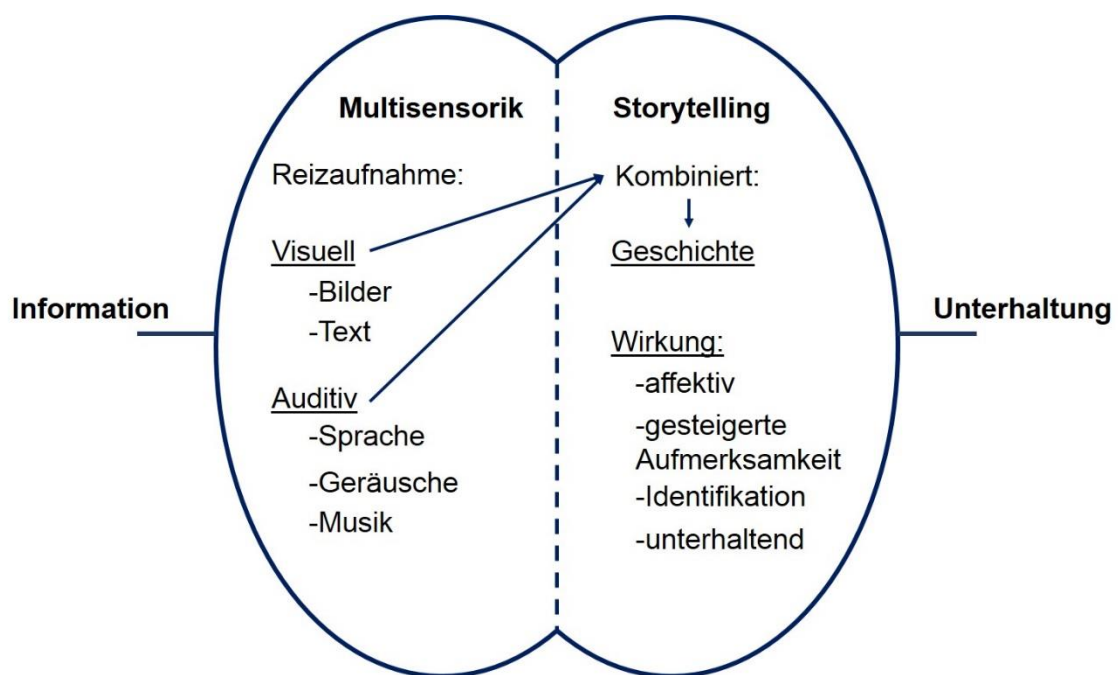 Multisensorik
Storytelling
Reizaufnahme:
Kombiniert:
Visuell
-Bilder
-Text
Geschichte
Information
Unterhaltung
Auditiv
-Sprache
-Geräusche
-Musik
Wirkung:
-affektiv
-gesteigerte
Aufmerksamkeit
-Identifikation
-unterhaltend